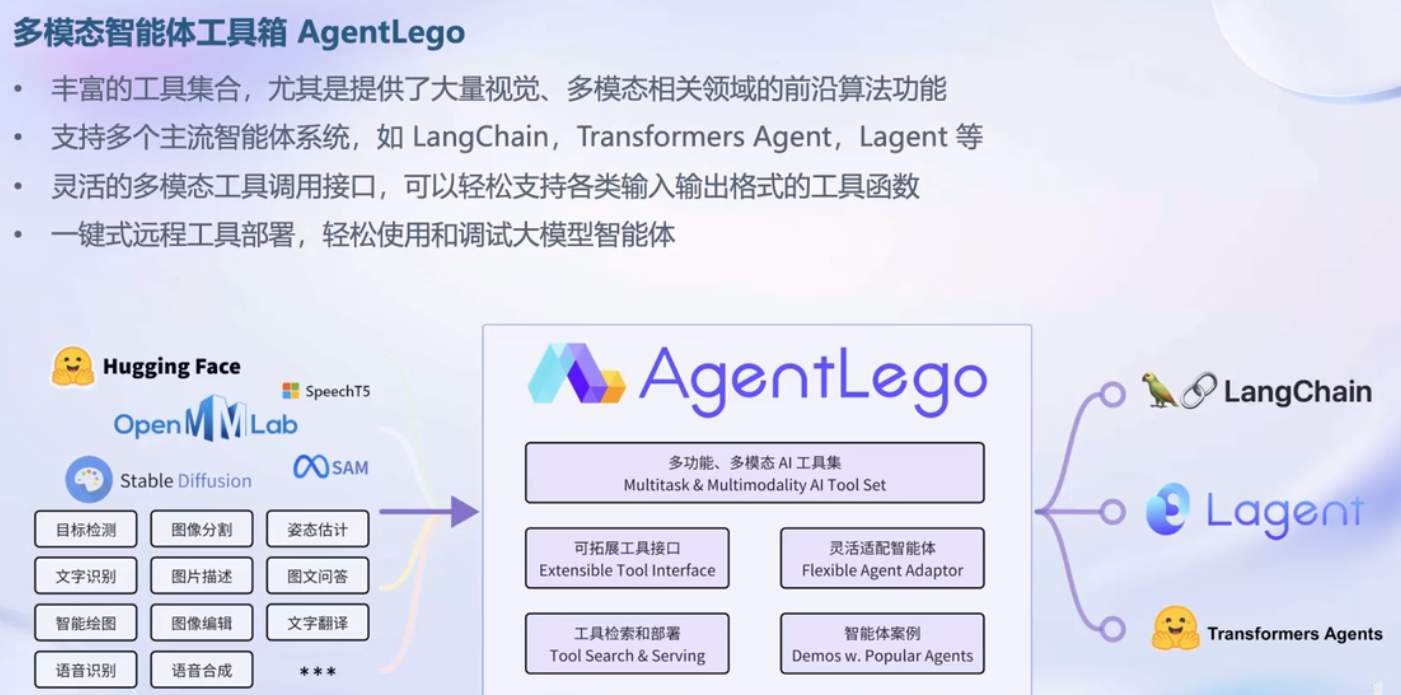 多模态智能体工具箱 AgentLego
• 丰富的工具集合，尤其是提供了大量视觉、多模态相关领域的前沿算法功能
• 支持多个主流智能体系统，如 LangChain，Transformers Agent，Lagent 等
• 灵活的多模态工具调用接口，可以轻松支持各类输入输出格式的工具函数
• 一键式远程工具部署，轻松使用和调试大模型智能体
Hugging Face
SpeechT5
OpenMMLab
Stable Diffusion
SAM
目标检测 图像分割 姿态估计
文字识别 图片描述 图文问答
智能绘图 图像编辑 文字翻译
语音识别 语音合成 ***
AgentLego
多功能、多模态 AI 工具集
Multitask & Multimodality AI Tool Set
可拓展工具接口
Extensible Tool Interface
灵活适配智能体
Flexible Agent Adaptor
工具检索和部署
Tool Search & Serving
智能体案例
Demos w. Popular Agents
LangChain
Lagent
Transformers Agents